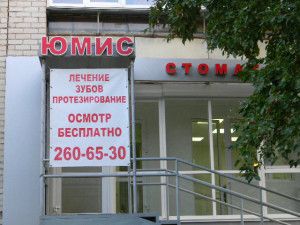 ЮМИС
СТОМА
ЛЕЧЕНИЕ
ЗУБОВ
ПРОТЕЗИРОВАНИЕ
ОСМОТР
БЕСПЛАТНО
260-65-30